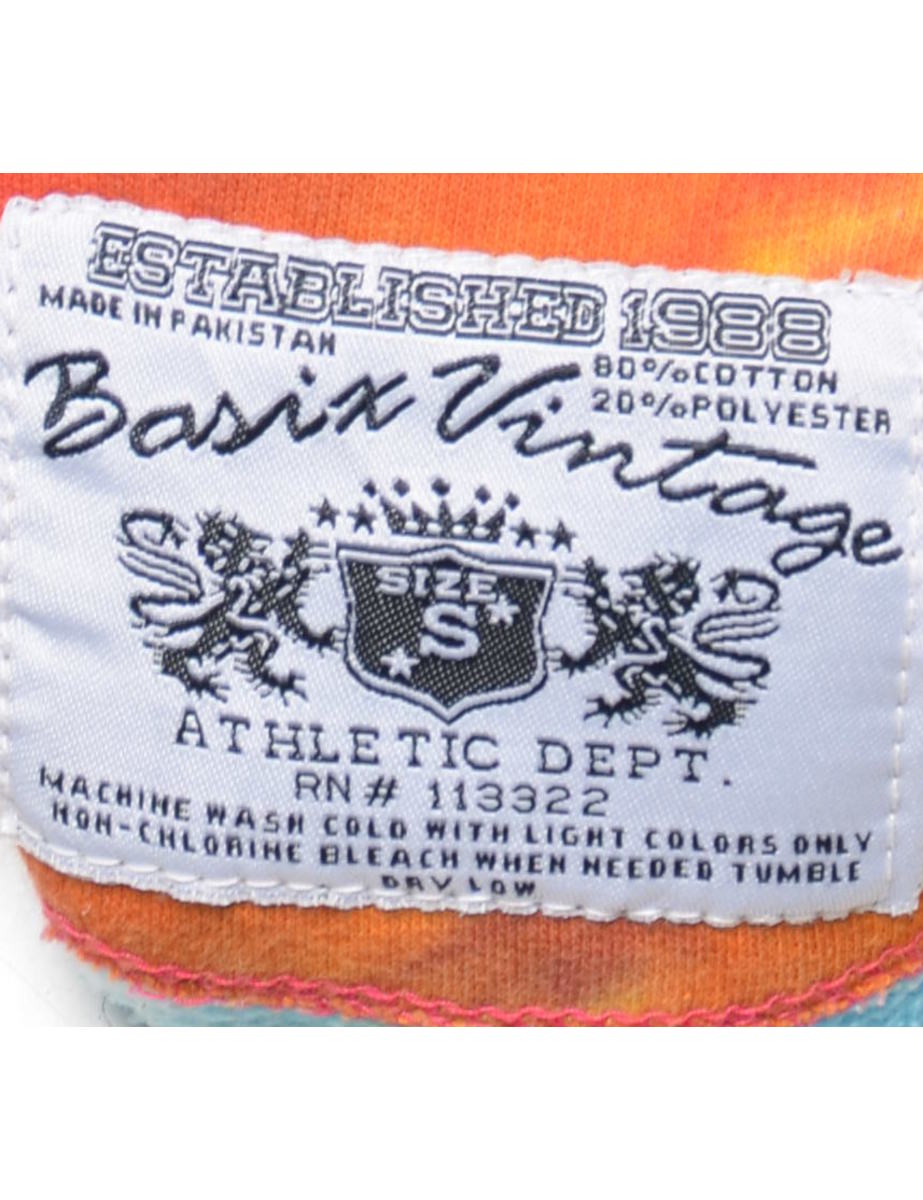 ESTABLISHED 1988
MADE IN PAKISTAN
80%COTTON
20%POLYESTER
Basix Vintage
SIZE
S
ATHLETIC DEPT.
RN# 113322
MACHINE WASH COLD WITH LIGHT COLORS ONLY
NON-CHLORINE BLEACH WHEN NEEDED TUMBLE
DRY LOW